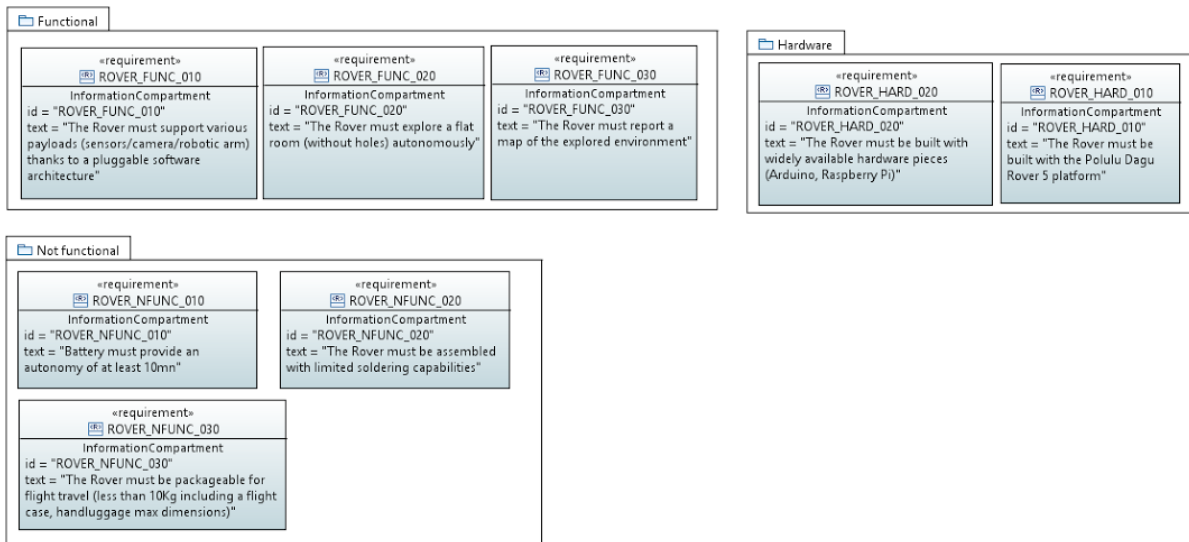 Functional
«requirement»
ROVER_FUNC_010
InformationCompartment
id = "ROVER_FUNC_010"
text = "The Rover must support various
payloads (sensors/camera/robotic arm)
thanks to a pluggable software
architecture"
«requirement»
ROVER_FUNC_020
InformationCompartment
id = "ROVER_FUNC_020"
text = "The Rover must explore a flat
room (without holes) autonomously"
«requirement»
ROVER_FUNC_030
InformationCompartment
id = "ROVER_FUNC_030"
text = "The Rover must report a
map of the explored environment"
Hardware
«requirement»
ROVER_HARD_020
InformationCompartment
id = "ROVER_HARD_020"
text = "The Rover must be built with
widely available hardware pieces
(Arduino, Raspberry Pi)"
«requirement»
ROVER_HARD_010
InformationCompartment
id = "ROVER_HARD_010"
text = "The Rover must be
built with the Polulu Dagu
Rover 5 platform"
Not functional
«requirement»
ROVER_NFUNC_010
InformationCompartment
id = "ROVER_NFUNC_010"
text = "Battery must provide an
autonomy of at least 10mn"
«requirement»
ROVER_NFUNC_020
InformationCompartment
id = "ROVER_NFUNC_020"
text = "The Rover must be assembled
with limited soldering capabilities"
«requirement»
ROVER_NFUNC_030
InformationCompartment
id = "ROVER_NFUNC_030"
text = "The Rover must be packageable for
flight travel (less than 10Kg including a flight
case, handluggage max dimensions)"